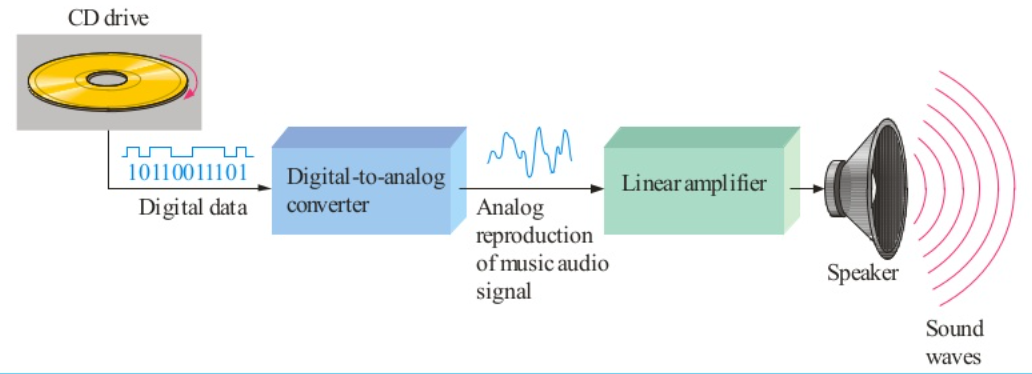 CD drive
10110011101
Digital data
Digital-to-analog
converter
Analog
reproduction
of music audio
signal
Linear amplifier
Speaker
Sound
waves